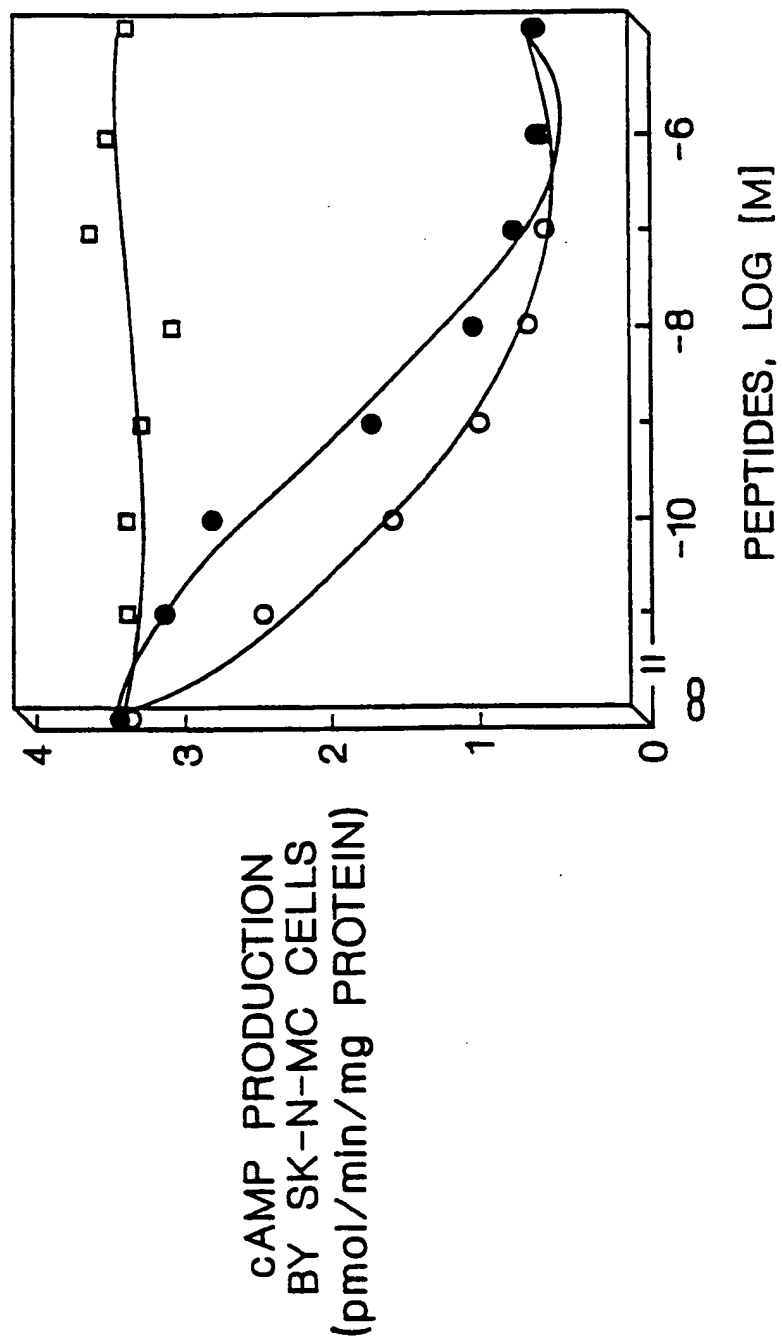 cAMP PRODUCTION
BY SK-N-MC CELLS
(pmol/min/mg PROTEIN)
4
3
2
1
0
∞
-10
-8
-6
PEPTIDES, LOG [M]